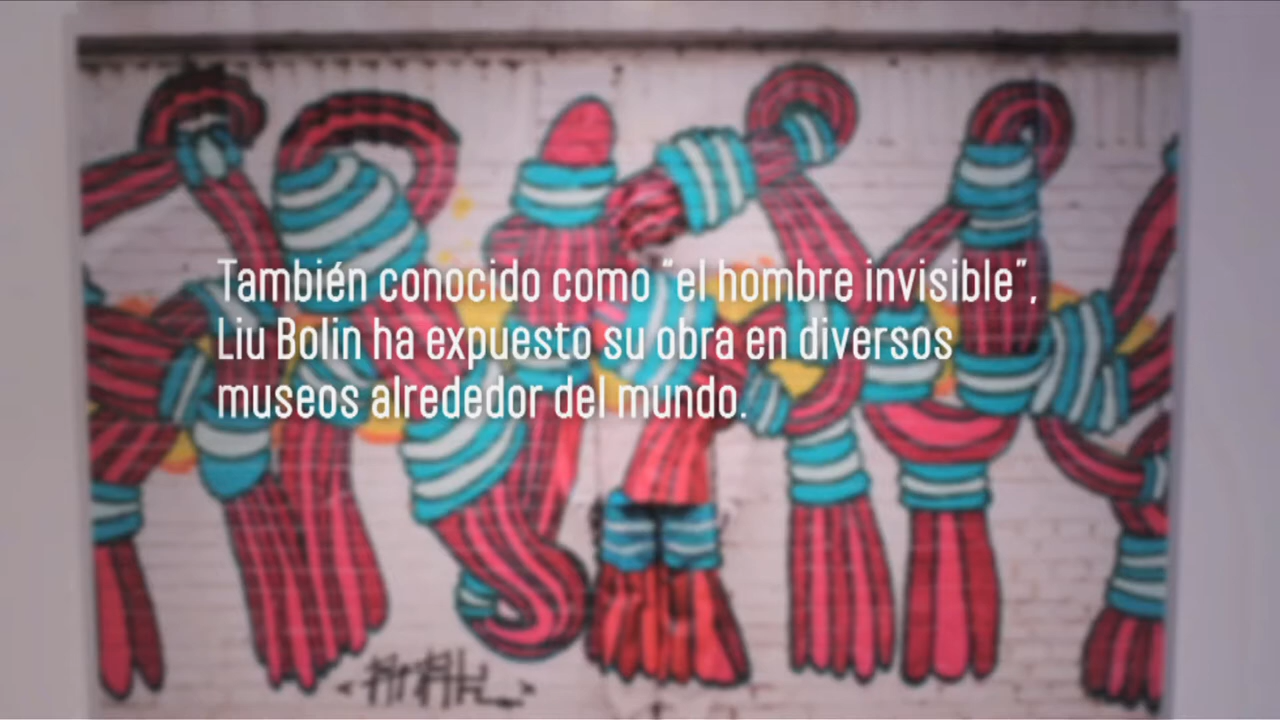 También conocido como “el hombre invisible”,
Liu Bolin ha expuesto su obra en diversos
museos alrededor del mundo.